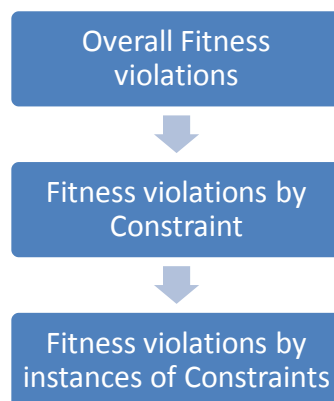 Overall Fitness
violations
Fitness violations by
Constraint
Fitness violations by
instances of Constraints